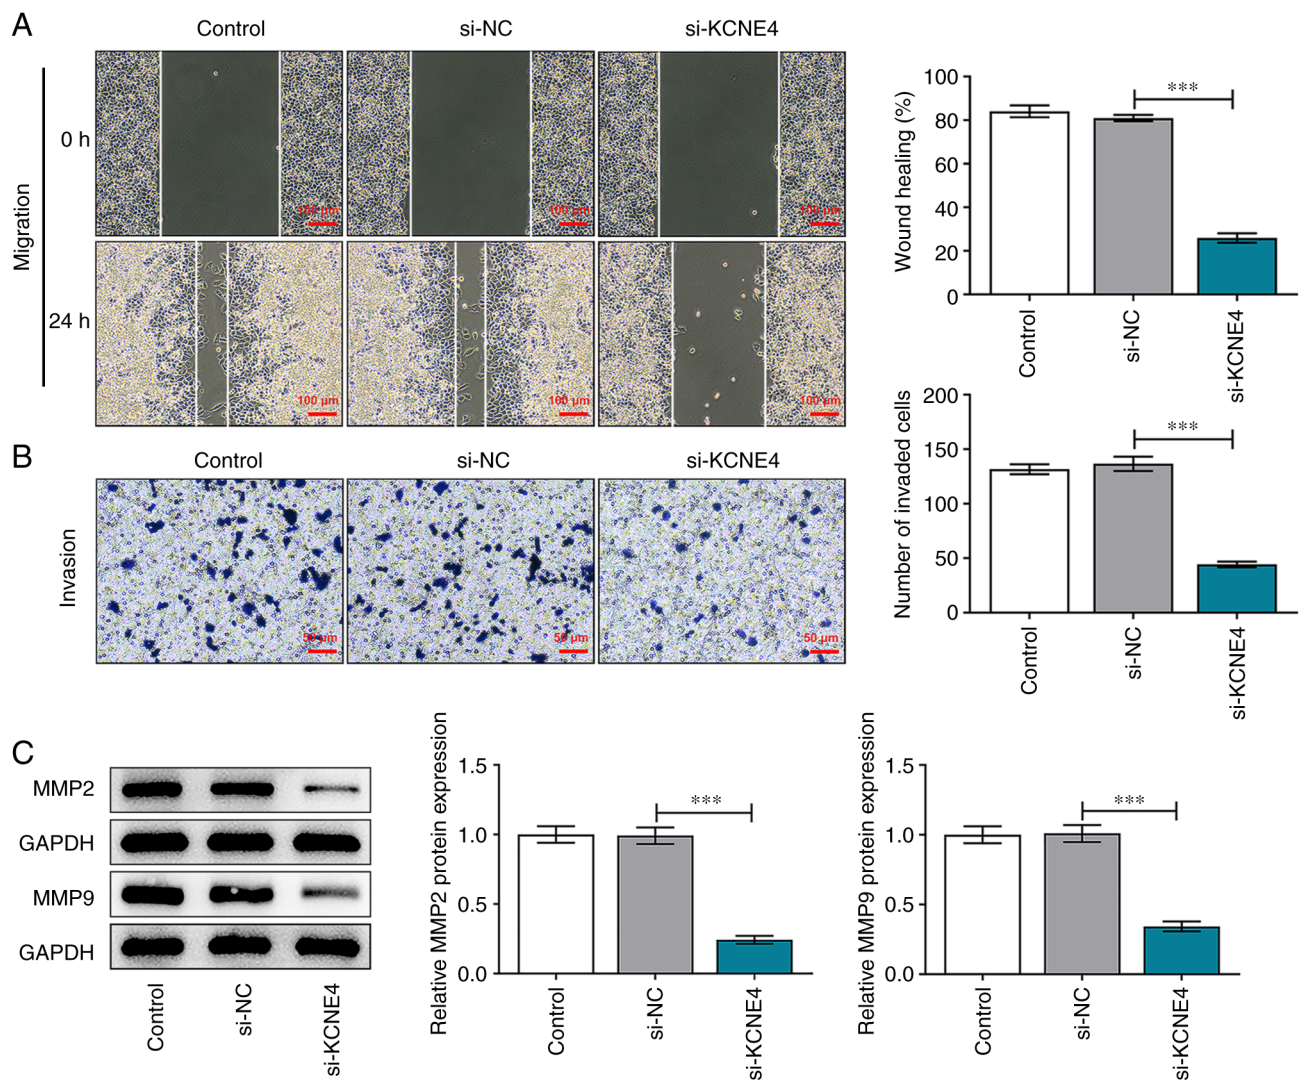 A
Control
si-NC
si-KCNE4
Migration
0 h
100 µm
100 µm
100 µm
24 h
100 µm
100 µm
100 µm
Wound healing (%)
100
80
60
40
20
0
***
Control
si-NC
si-KCNE4
B
Control
si-NC
si-KCNE4
Invasion
50 µm
50 µm
50 µm
Number of invaded cells
200
150
100
50
0
***
Control
si-NC
si-KCNE4
C
MMP2
GAPDH
MMP9
GAPDH
Control
si-NC
si-KCNE4
Relative MMP2 protein expression
1.5
1.0
0.5
0.0
***
Control
si-NC
si-KCNE4
Relative MMP9 protein expression
1.5
1.0
0.5
0.0
***
Control
si-NC
si-KCNE4